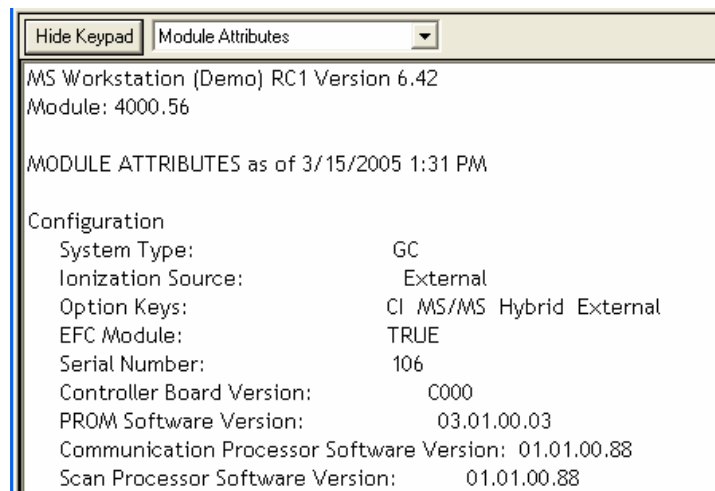 Hide Keypad Module Attributes
MS Workstation (Demo) RC1 Version 6.42
Module: 4000.56
MODULE ATTRIBUTES as of 3/15/2005 1:31 PM
Configuration
System Type: GC
Ionization Source: External
Option Keys: CI MS/MS Hybrid External
EFC Module: TRUE
Serial Number: 106
Controller Board Version: C000
PROM Software Version: 03.01.00.03
Communication Processor Software Version: 01.01.00.88
Scan Processor Software Version: 01.01.00.88